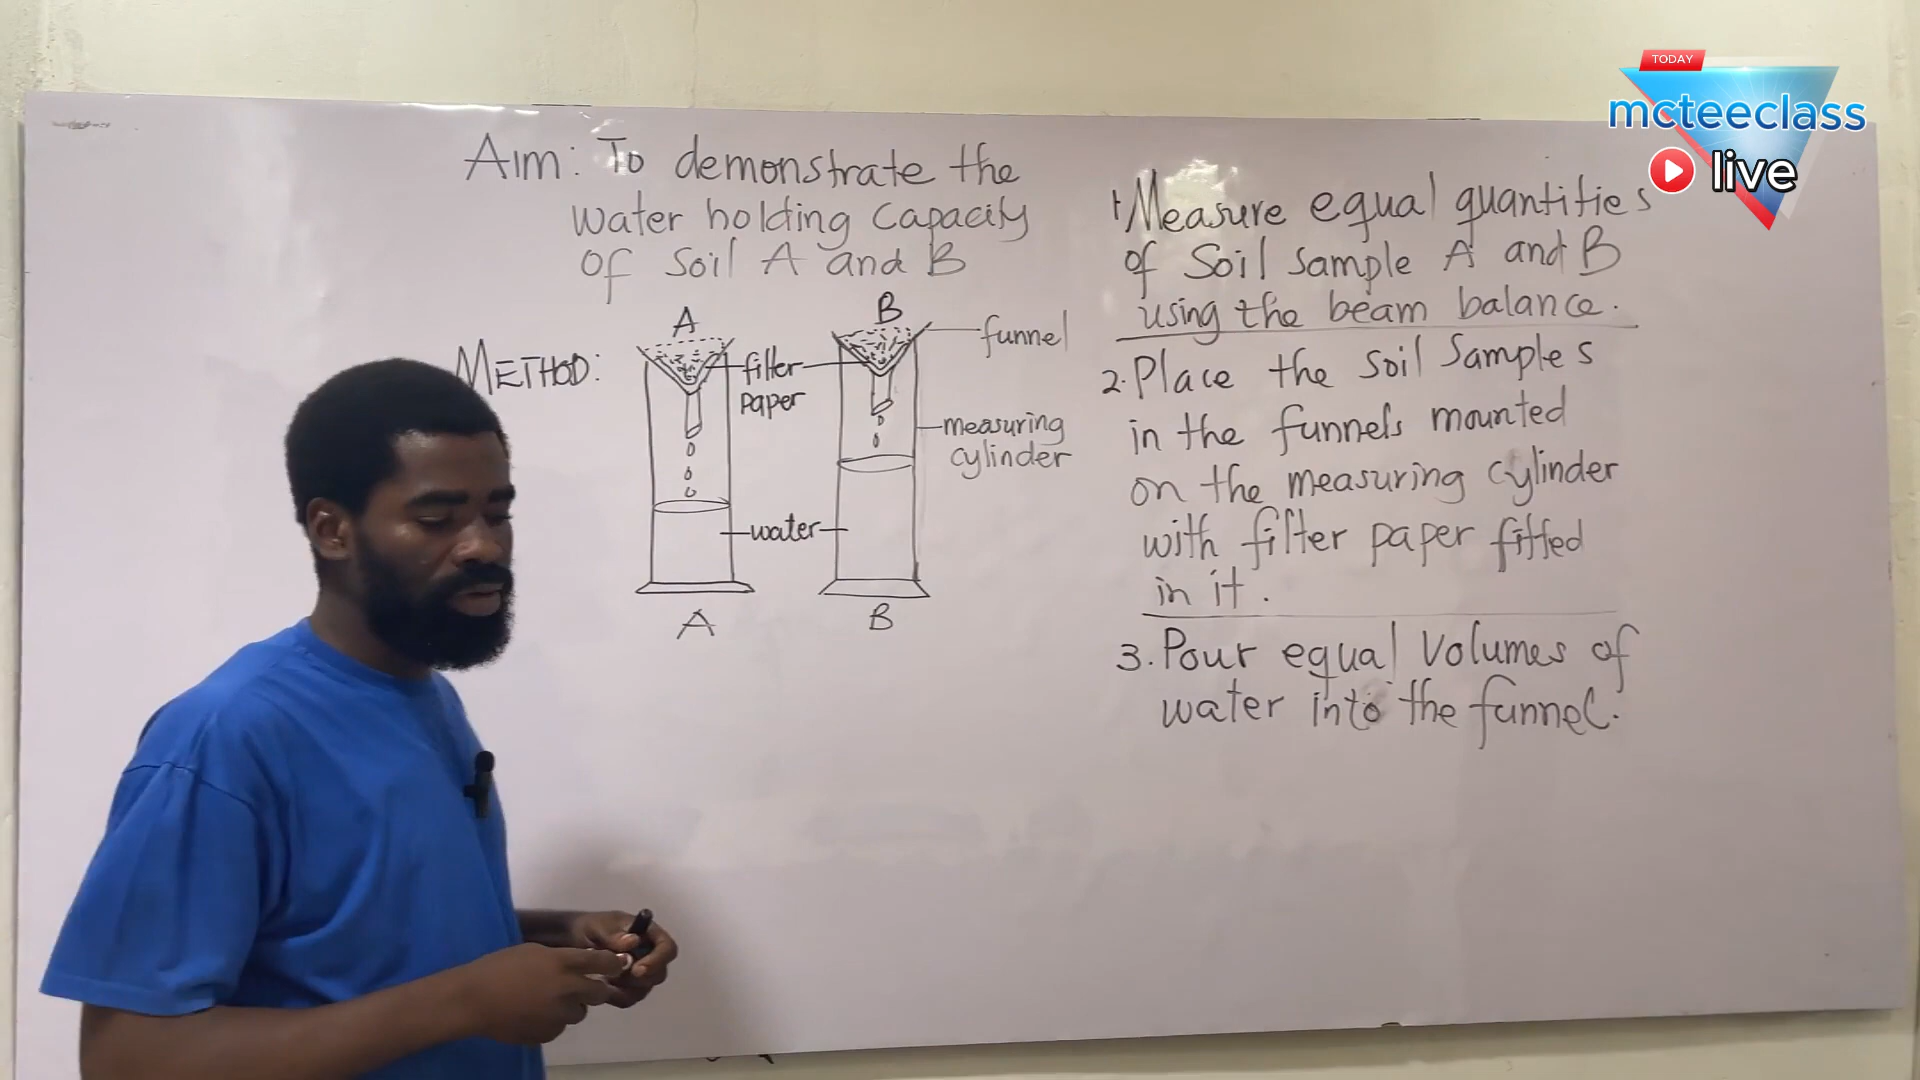 TODAY
mcteeclass
live
Aim: To demonstrate the
water holding capacity
of soil A and B
METHOD:
A
B
funnel
filter
paper
measuring
cylinder
water
A
B
1 Measure equal quantities
of Soil sample A and B
using the beam balance.
2. Place the soil samples
in the funnels mounted
on the measuring cylinder
with filter paper fitted
in it.
3. Pour equal volumes of
water into the funnel.